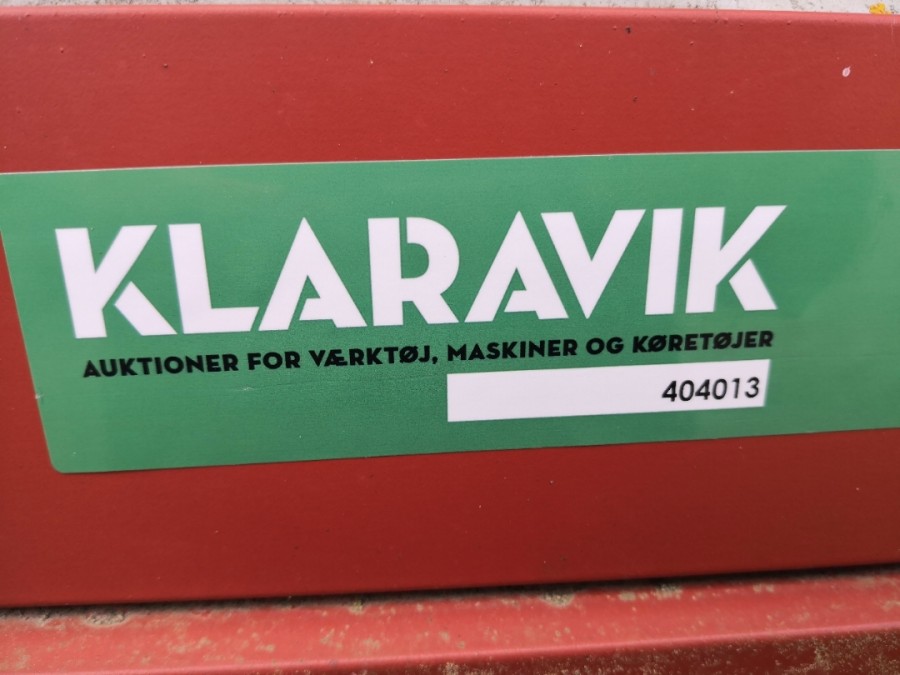 KLARAVIK
AUKTIONER FOR VÆRKTØJ, MASKINER OG KØRETØJER
404013